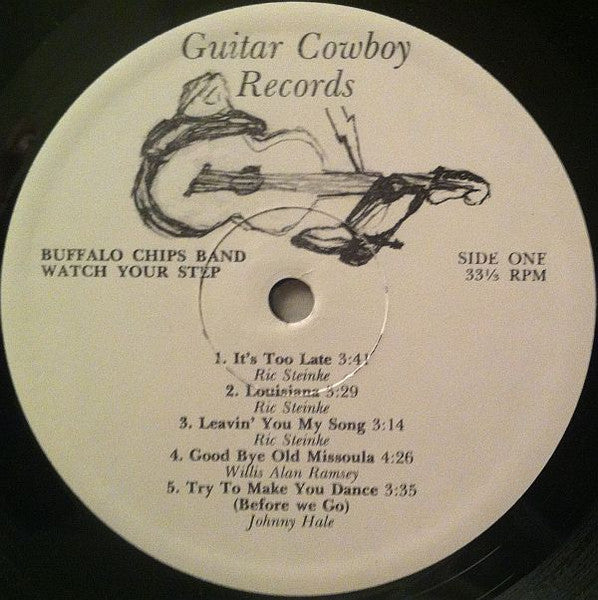 Guitar Cowboy
Records
BUFFALO CHIPS BAND
WATCH YOUR STEP
SIDE ONE
33⅓ RPM
1. It's Too Late 3:41
Ric Steinke
2. Louisiana 5:29
Ric Steinke
3. Leavin' You My Song 3:14
Ric Steinke
4. Good Bye Old Missoula 4:26
Willis Alan Ramsey
5. Try To Make You Dance 3:35
(Before we Go)
Johnny Hale